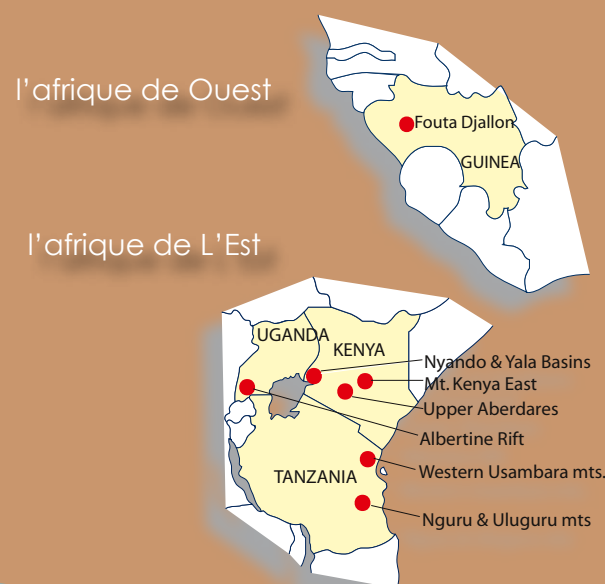 l'afrique de Ouest
Fouta Djallon
GUINEA
l'afrique de L'Est
UGANDA
KENYA
Nyando & Yala Basins
Mt. Kenya East
Upper Aberdares
Albertine Rift
Western Usambara mts.
TANZANIA
Nguru & Uluguru mts